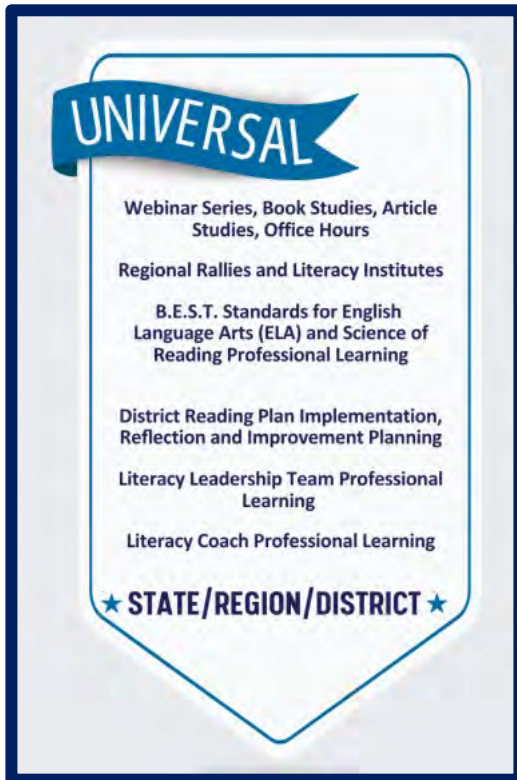 UNIVERSAL
Webinar Series, Book Studies, Article
Studies, Office Hours
Regional Rallies and Literacy Institutes
B.E.S.T. Standards for English
Language Arts (ELA) and Science of
Reading Professional Learning
District Reading Plan Implementation,
Reflection and Improvement Planning
Literacy Leadership Team Professional
Learning
Literacy Coach Professional Learning
★ STATE/REGION/DISTRICT ★